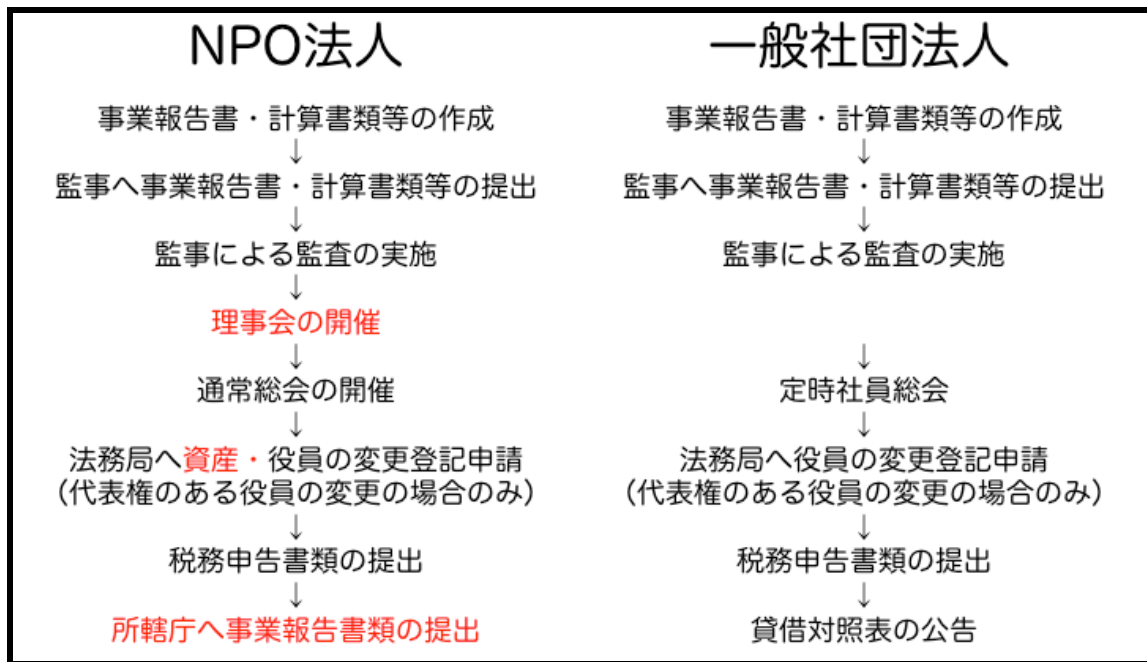 NPO法人
事業報告書・計算書類等の作成
↓
監事へ事業報告書・計算書類等の提出
↓
監事による監査の実施
↓
理事会の開催
↓
通常総会の開催
↓
法務局へ資産・役員の変更登記申請
（代表権のある役員の変更の場合のみ）
↓
税務申告書類の提出
↓
所轄庁へ事業報告書類の提出
一般社団法人
事業報告書・計算書類等の作成
↓
監事へ事業報告書・計算書類等の提出
↓
監事による監査の実施
↓
定時社員総会
↓
法務局へ役員の変更登記申請
（代表権のある役員の変更の場合のみ）
↓
税務申告書類の提出
↓
貸借対照表の公告